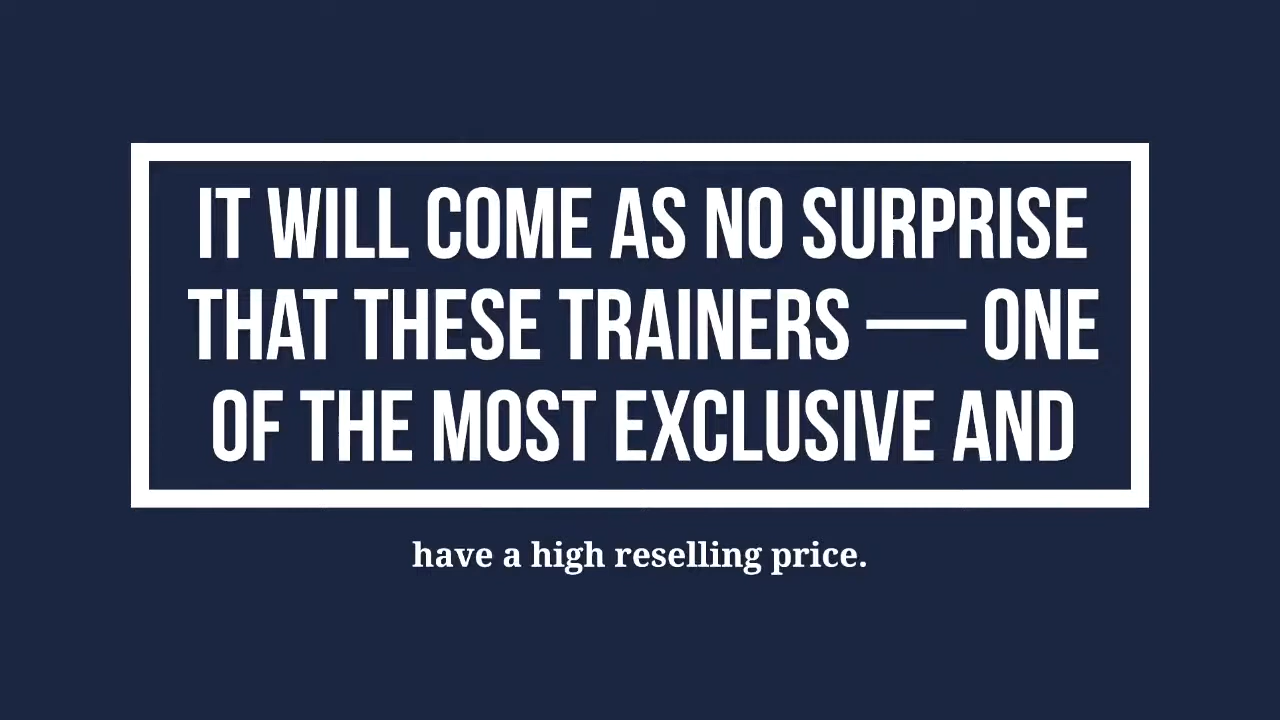 IT WILL COME AS NO SURPRISE
THAT THESE TRAINERS — ONE
OF THE MOST EXCLUSIVE AND
have a high reselling price.